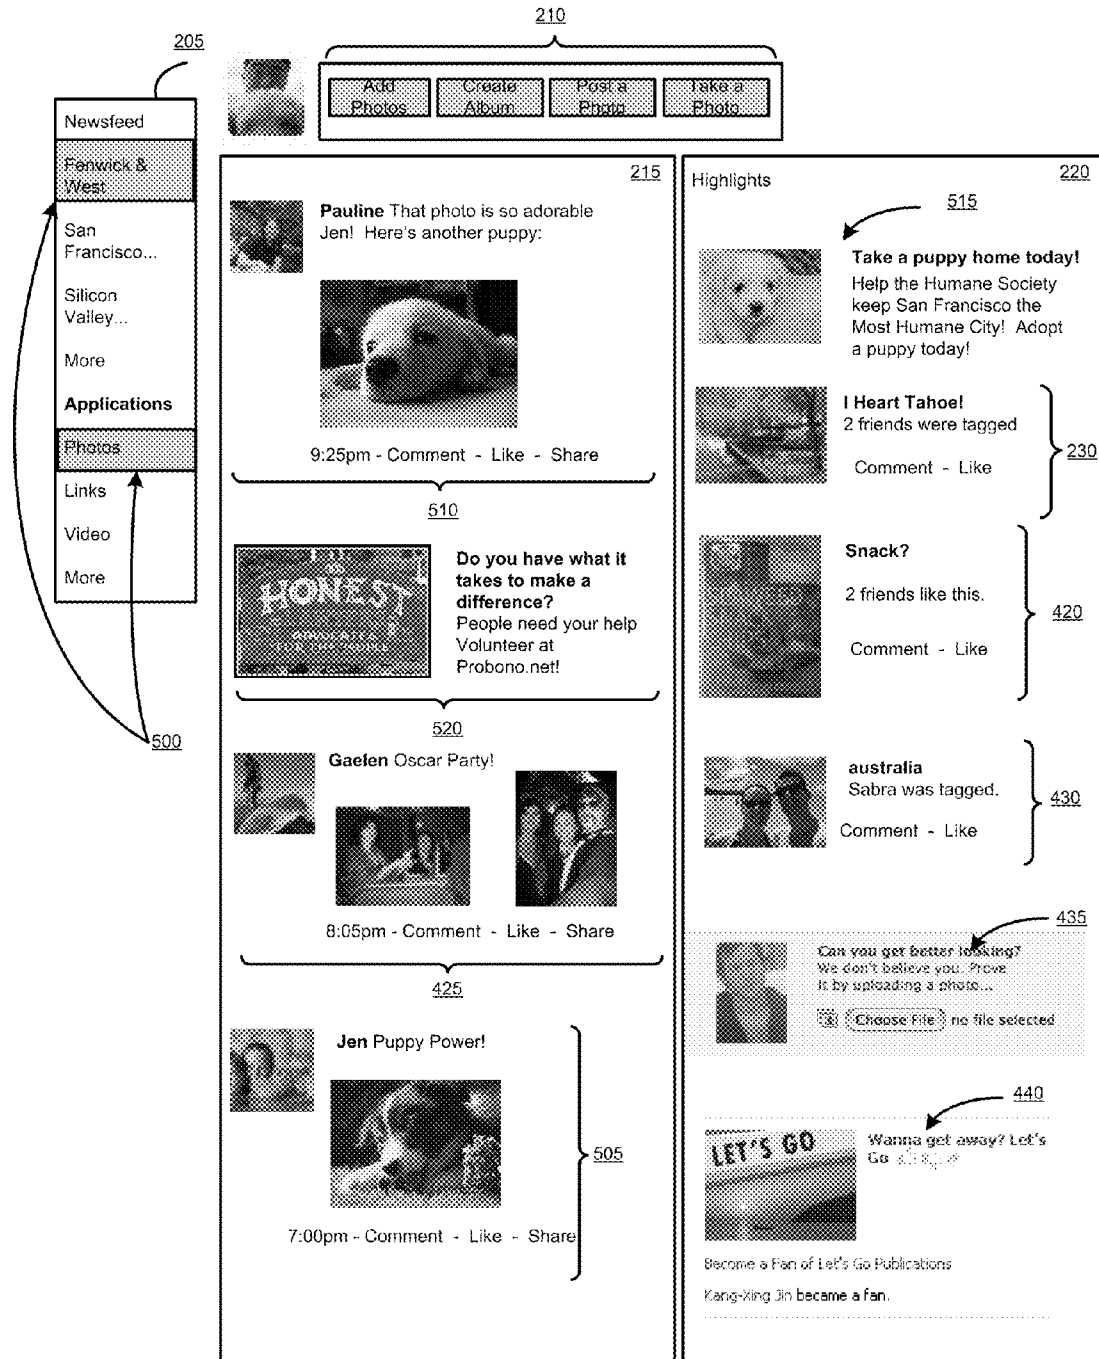 210
205
Add
Photos
Create
Album
Post a
Photo
Take a
Photo
Newsfeed
Fenwick &
West
San
Francisco...
Silicon
Valley...
More
Applications
Photos
Links
Video
More
500
215
Pauline That photo is so adorable
Jen! Here's another puppy:
9:25pm - Comment - Like - Share
510
HONEST
ADVOCATES
FOR THE PEOPLE
Do you have what it
takes to make a
difference?
People need your help
Volunteer at
Probono.net!
520
Gaelen Oscar Party!
8:05pm - Comment - Like - Share
425
Jen Puppy Power!
505
7:00pm - Comment - Like - Share
220
Highlights
515
Take a puppy home today!
Help the Humane Society
keep San Francisco the
Most Humane City! Adopt
a puppy today!
I Heart Tahoe!
2 friends were tagged
Comment - Like
230
Snack?
2 friends like this.
Comment - Like
420
australia
Sabra was tagged.
Comment - Like
430
435
Can you get better looking?
We don't believe you. Prove
it by uploading a photo...
Choose File no file selected
440
LET'S GO
Wanna get away? Let's
Go
Become a Fan of Let's Go Publications
Kang-Xing Jin became a fan.